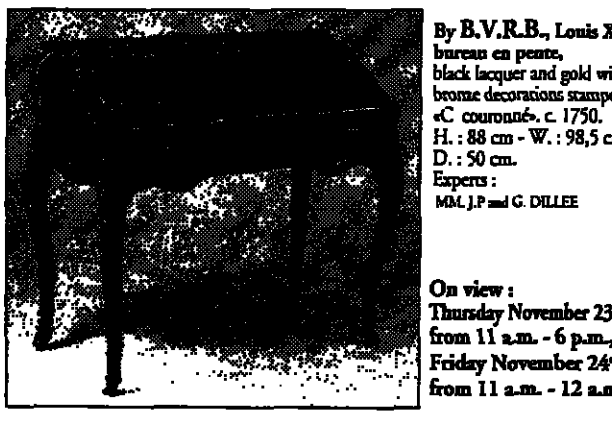 By B.V.R.B., Louis X
bureau en pente,
black lacquer and gold wi
bronze decorations stampe
«C couronné». c. 1750.
H. : 88 cm - W. : 98,5 c
D. : 50 cm.
Experts :
MM. J.P and G. DILLEE
On view :
Thursday November 23
from 11 a.m. - 6 p.m.,
Friday November 24
from 11 a.m. - 12 a.m